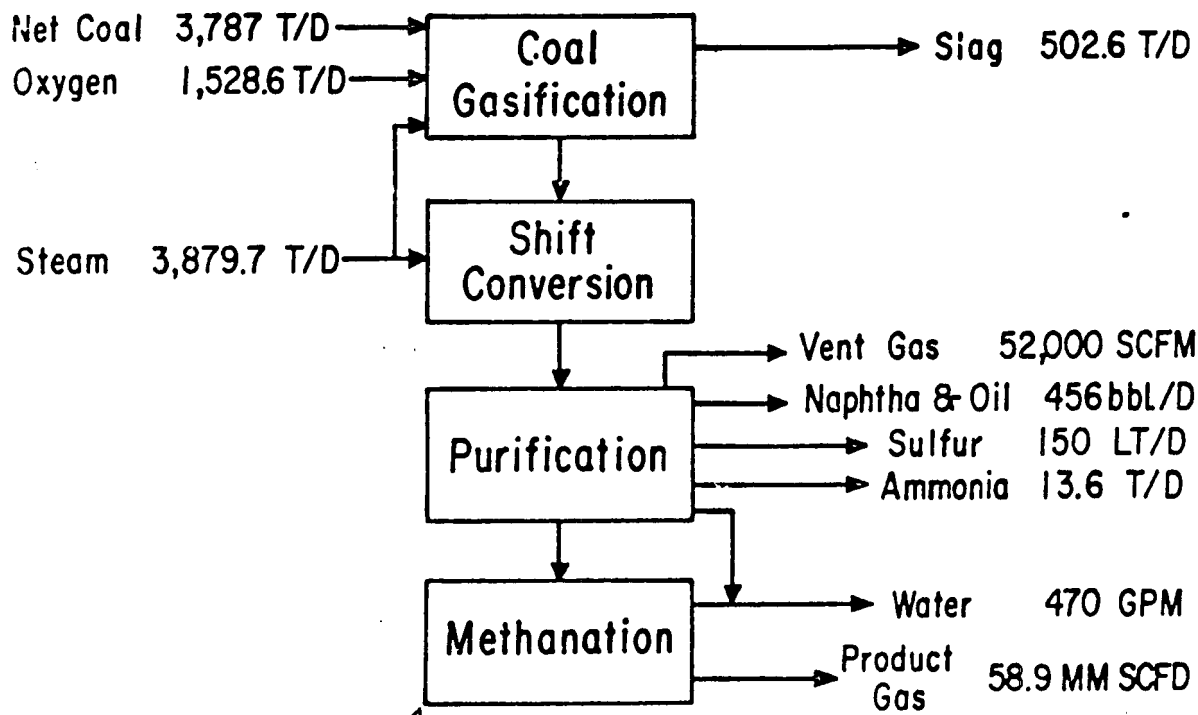 Net Coal 3,787 T/D
Oxygen 1,528.6 T/D
Coal
Gasification
Slag 502.6 T/D
Steam 3,879.7 T/D
Shift
Conversion
Purification
Vent Gas 52,000 SCFM
Naphtha & Oil 456 bbl/D
Sulfur 150 LT/D
Ammonia 13.6 T/D
Methanation
Water 470 GPM
Product
Gas 58.9 MM SCFD